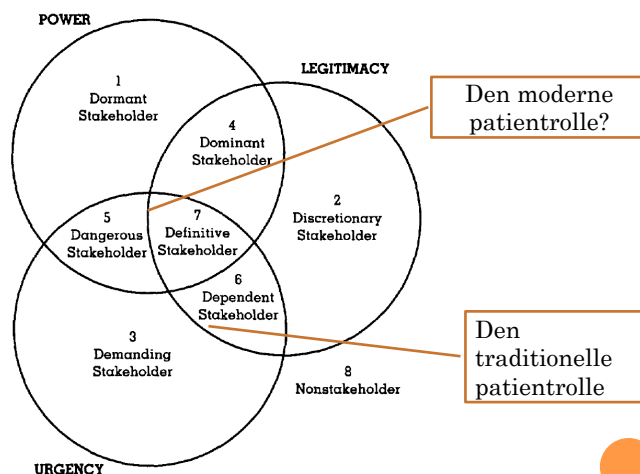 POWER
LEGITIMACY
1
Dormant
Stakeholder
4
Dominant
Stakeholder
Den moderne
patientrolle?
2
Discretionary
Stakeholder
5
Dangerous
Stakeholder
7
Definitive
Stakeholder
6
Dependent
Stakeholder
3
Demanding
Stakeholder
8
Nonstakeholder
Den
traditionelle
patientrolle
URGENCY